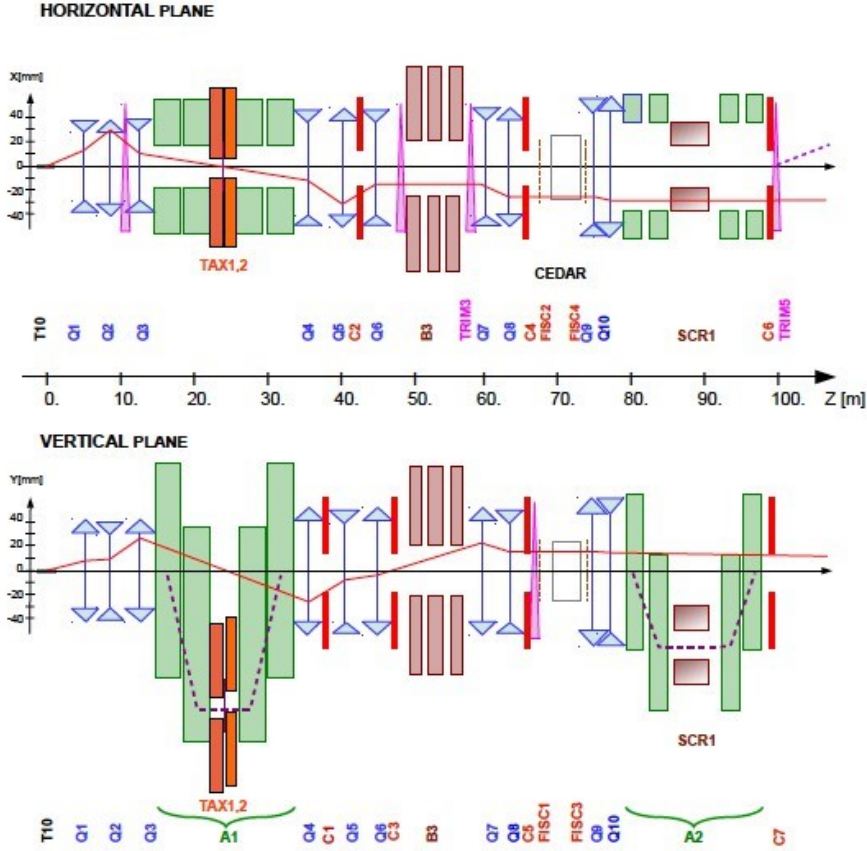 HORIZONTAL PLANE
X[mm]
40
20
0
-20
-40
TAX1,2
CEDAR
T10 Q1 Q2 Q3 Q4 Q5 C2 Q6 B3 TRIM3 Q7 Q8 C4 FISC2 FISC4 Q9 Q10 SCR1 C6 TRIM5
0. 10. 20. 30. 40. 50. 60. 70. 80. 90. 100. Z [m]
VERTICAL PLANE
Y[mm]
40
20
0
-20
-40
SCR1
TAX1,2
T10 Q1 Q2 Q3 A1 Q4 C1 Q5 Q6 C3 B3 Q7 Q8 C5 FISC1 FISC3 Q9 Q10 A2 C7